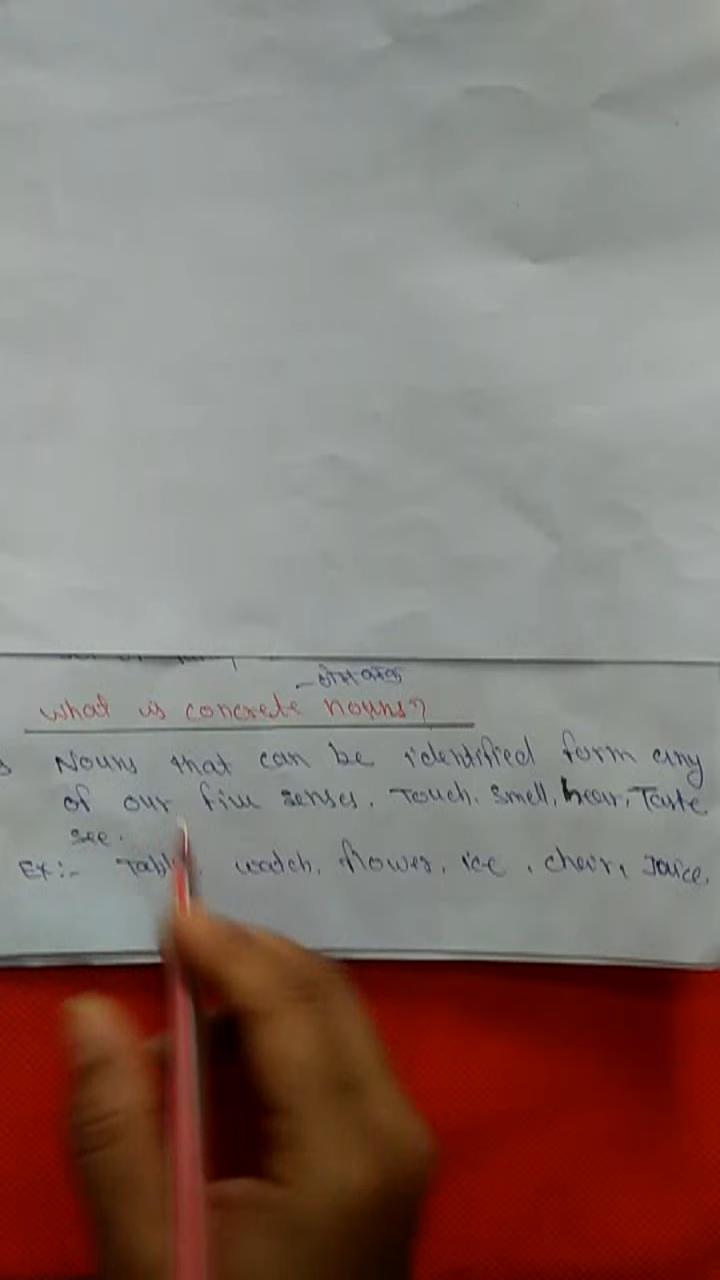 What is concrete nouns?
Nouns that can be identified form any
of our five senses. Touch. Smell, hear, Taste
see.
Ex:- Table, watch, flower, ice, chair, Juice,